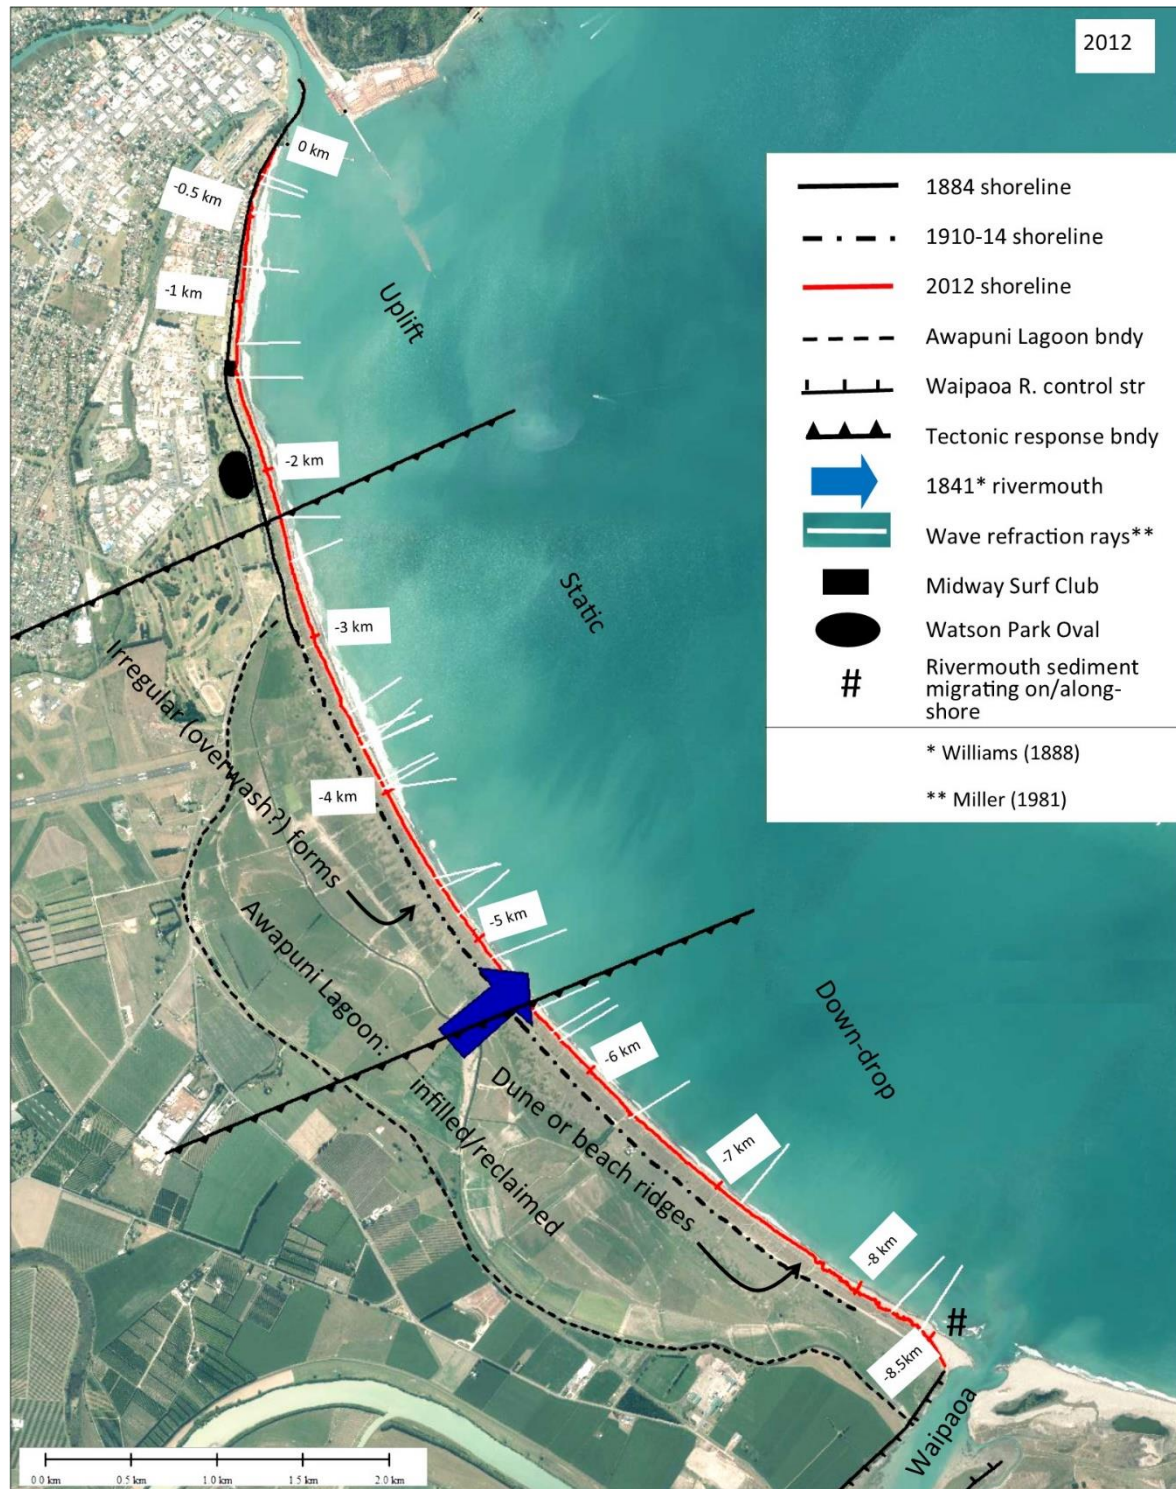 2012
0 km
-0.5 km
-1 km
Uplift
-2 km
Static
-3 km
Irregular (overwash?) forms
-4 km
Awapuni Lagoon:
infilled/reclaimed
-5 km
Down-drop
-6 km
Dune or beach ridges
-7 km
-8 km
#
-8.5km
Waipaoa
1884 shoreline
1910-14 shoreline
2012 shoreline
Awapuni Lagoon bndy
Waipaoa R. control str
Tectonic response bndy
1841* rivermouth
Wave refraction rays**
Midway Surf Club
Watson Park Oval
# Rivermouth sediment
migrating on/along-
shore
* Williams (1888)
** Miller (1981)
0.0 km 0.5 km 1.0 km 2.0 km